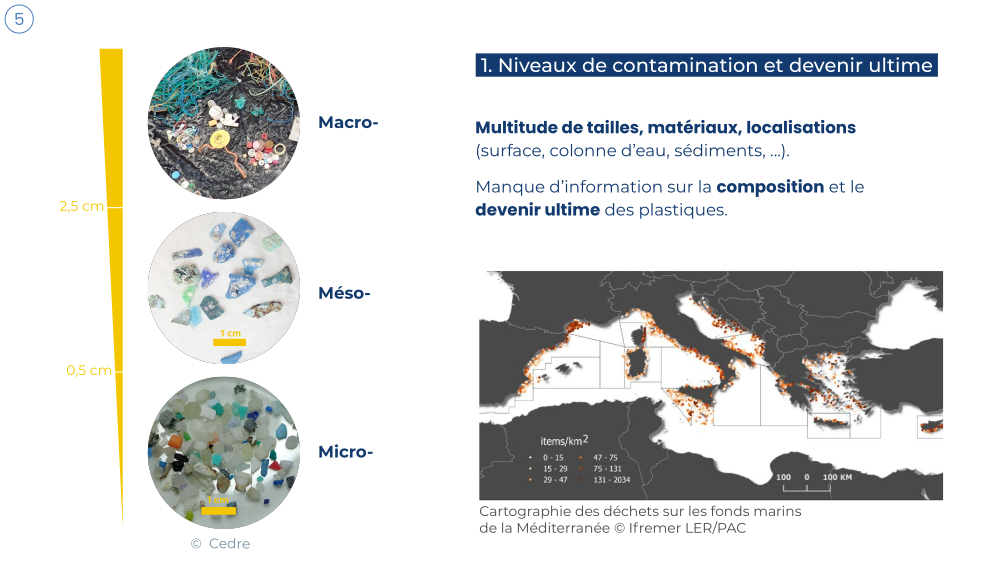 5
Macro-
2,5 cm
Méso-
1 cm
0,5 cm
Micro-
1 cm
© Cedre
1. Niveaux de contamination et devenir ultime
Multitude de tailles, matériaux, localisations
(surface, colonne d'eau, sédiments, ...).
Manque d'information sur la composition et le
devenir ultime des plastiques.
items/km2
0 - 15 47 - 75
15 - 29 75 - 131
29 - 47 131 - 2034
100 0 100 KM
Cartographie des déchets sur les fonds marins
de la Méditerranée © Ifremer LER/PAC